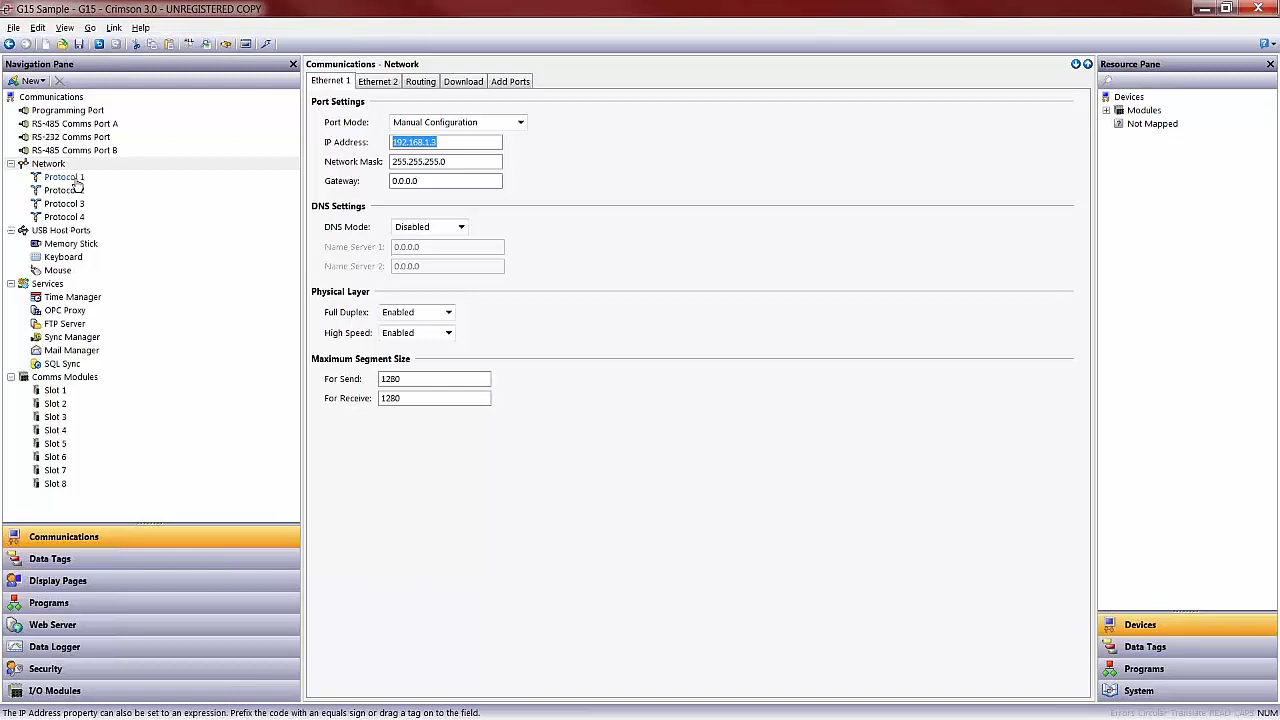 G15 Sample - G15 - Crimson 3.0 - UNREGISTERED COPY
File Edit View Go Link Help
Navigation Pane
New
Communications
Programming Port
RS-485 Comms Port A
RS-232 Comms Port
RS-485 Comms Port B
Network
Protocol 1
Protocol
Protocol 3
Protocol 4
USB Host Ports
Memory Stick
Keyboard
Mouse
Services
Time Manager
OPC Proxy
FTP Server
Sync Manager
Mail Manager
SQL Sync
Comms Modules
Slot 1
Slot 2
Slot 3
Slot 4
Slot 5
Slot 6
Slot 7
Slot 8
Communications
Data Tags
Display Pages
Programs
Web Server
Data Logger
Security
I/O Modules
Communications - Network
Ethernet 1 Ethernet 2 Routing Download Add Ports
Port Settings
Port Mode: Manual Configuration
IP Address: 192.168.1.3
Network Mask: 255.255.255.0
Gateway: 0.0.0.0
DNS Settings
DNS Mode: Disabled
Name Server 1: 0.0.0.0
Name Server 2: 0.0.0.0
Physical Layer
Full Duplex: Enabled
High Speed: Enabled
Maximum Segment Size
For Send: 1280
For Receive: 1280
Resource Pane
Devices
Modules
Not Mapped
Devices
Data Tags
Programs
System
The IP Address property can also be set to an expression. Prefix the code with an equals sign or drag a tag on to the field.
Errors Circular Translate READ CAPS NUM